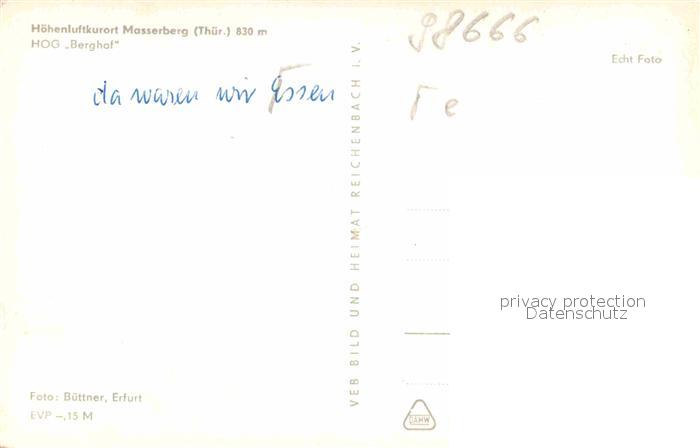 Höhenluftkurort Masserberg (Thür.) 830 m
HOG „Berghof"
da waren wir Essen
Foto: Büttner, Erfurt
EVP -,15 M
VEB BILD UND HEIMAT REICHENBACH I. V.
98666
Echt Foto
T e
privacy protection
Datenschutz
DAMW